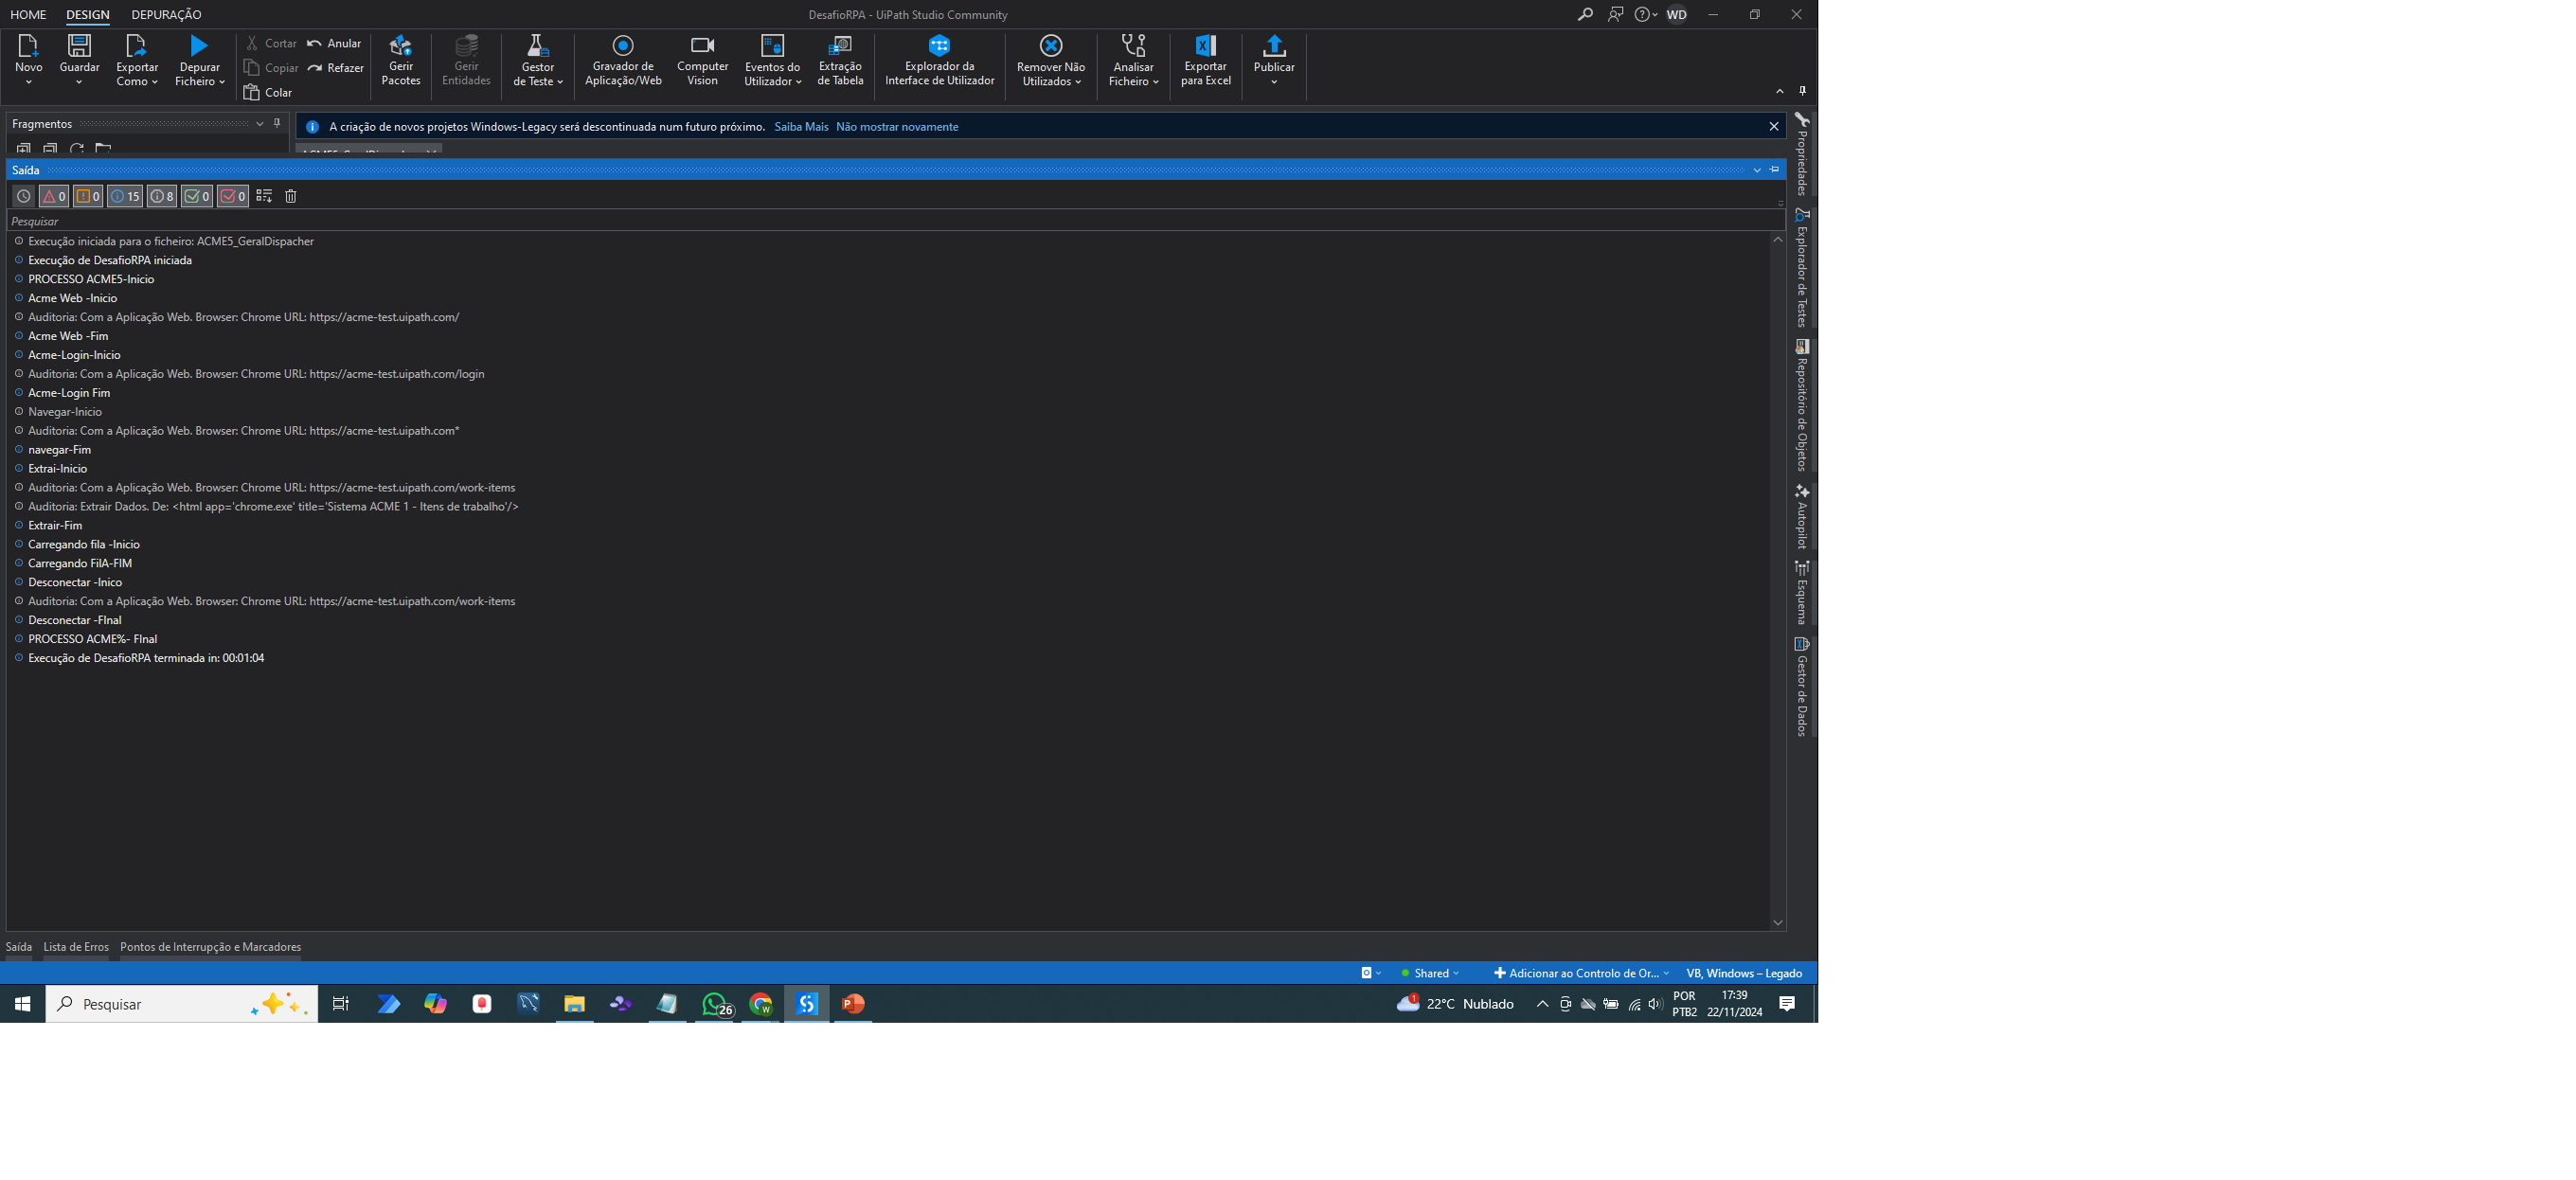 HOME DESIGN DEPURAÇÃO DesafioRPA - UiPath Studio Community WD
Novo Guardar Exportar Como Depurar Ficheiro Cortar Anular Copiar Refazer Colar Gerir Pacotes Gerir Entidades Gestor de Teste Gravador de Aplicação/Web Computer Vision Eventos do Utilizador Extração de Tabela Explorador da Interface de Utilizador Remover Não Utilizados Analisar Ficheiro Exportar para Excel Publicar
Fragmentos
A criação de novos projetos Windows-Legacy será descontinuada num futuro próximo. Saiba Mais Não mostrar novamente
Saída
0 0 15 8 0 0
Pesquisar
Execução iniciada para o ficheiro: ACME5_GeralDispacher
Execução de DesafioRPA iniciada
PROCESSO ACME5-Inicio
Acme Web -Inicio
Auditoria: Com a Aplicação Web. Browser: Chrome URL: https://acme-test.uipath.com/
Acme Web -Fim
Acme-Login-Inicio
Auditoria: Com a Aplicação Web. Browser: Chrome URL: https://acme-test.uipath.com/login
Acme-Login Fim
Navegar-Inicio
Auditoria: Com a Aplicação Web. Browser: Chrome URL: https://acme-test.uipath.com*
navegar-Fim
Extrai-Inicio
Auditoria: Com a Aplicação Web. Browser: Chrome URL: https://acme-test.uipath.com/work-items
Auditoria: Extrair Dados. De: <html app='chrome.exe' title='Sistema ACME 1 - Itens de trabalho'/>
Extrair-Fim
Carregando fila -Inicio
Carregando FilA-FIM
Desconectar -Inico
Auditoria: Com a Aplicação Web. Browser: Chrome URL: https://acme-test.uipath.com/work-items
Desconectar -FInal
PROCESSO ACME%- FInal
Execução de DesafioRPA terminada in: 00:01:04
Propriedades
Explorador de Testes
Repositório de Objetos
Autopilot
Esquema
Gestor de Dados
Saída Lista de Erros Pontos de Interrupção e Marcadores
Shared Adicionar ao Controlo de Or... VB, Windows – Legado
Pesquisar 26 W 1 22°C Nublado POR PTB2 17:39 22/11/2024